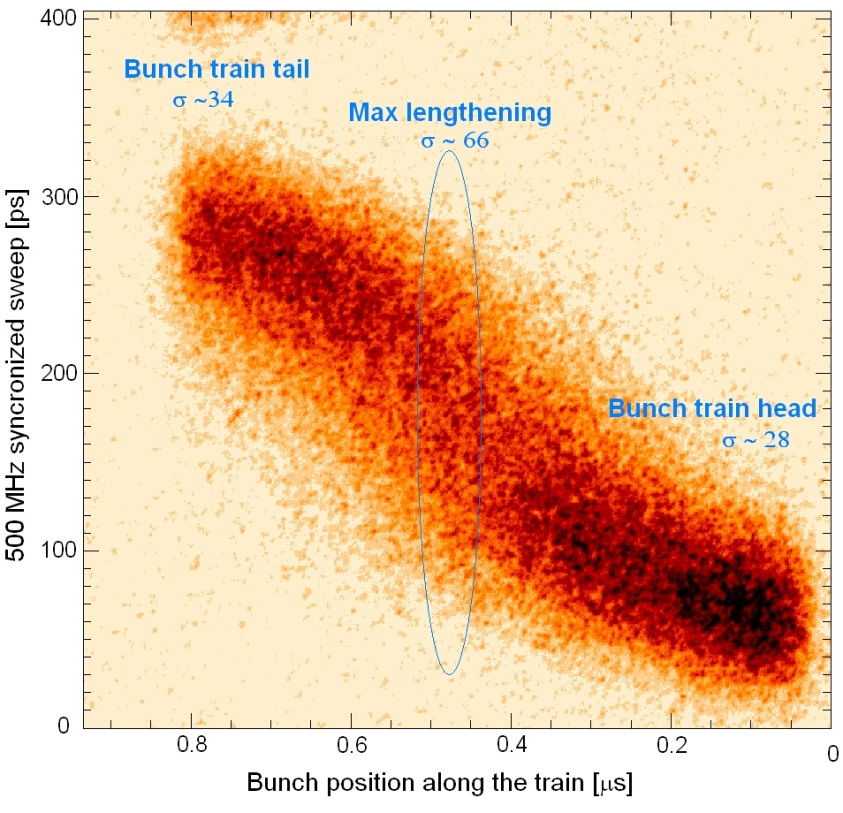 400
Bunch train tail
σ ~34
Max lengthening
σ ~ 66
300
500 MHz syncronized sweep [ps]
200
Bunch train head
σ ~ 28
100
0
0.8 0.6 0.4 0.2 0
Bunch position along the train [μs]